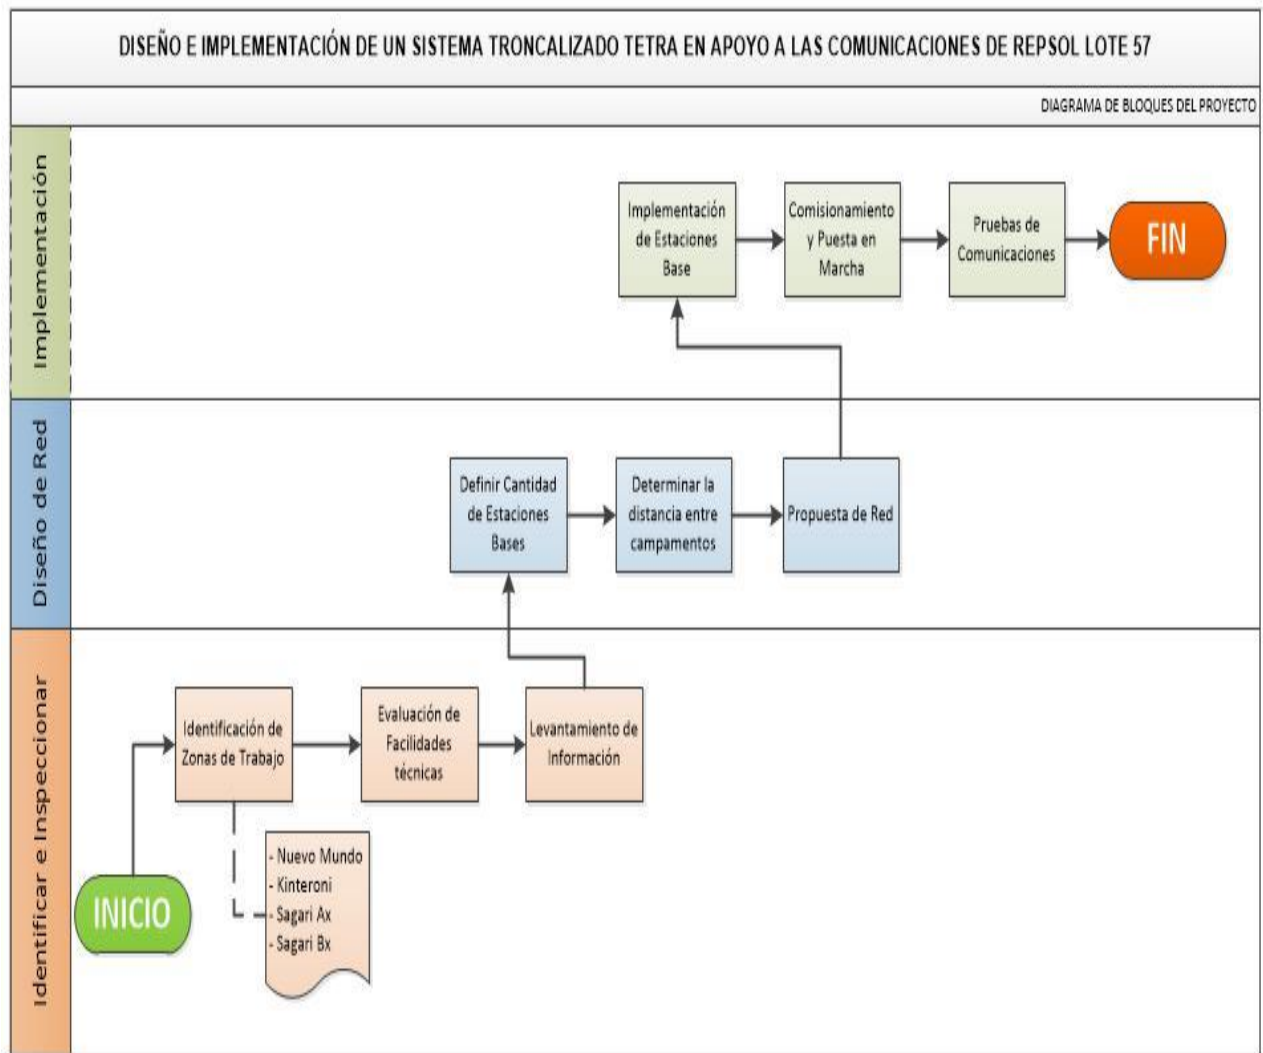 DISEÑO E IMPLEMENTACIÓN DE UN SISTEMA TRONCALIZADO TETRA EN APOYO A LAS COMUNICACIONES DE REPSOL LOTE 57
DIAGRAMA DE BLOQUES DEL PROYECTO
Implementación
Implementación
de Estaciones
Base
Comisionamiento
y Puesta en
Marcha
Pruebas de
Comunicaciones
FIN
Diseño de Red
Definir Cantidad
de Estaciones
Bases
Determinar la
distancia entre
campamentos
Propuesta de Red
Identificar e Inspeccionar
Identificación de
Zonas de Trabajo
Evaluación de
Facilidades
técnicas
Levantamiento de
Información
- Nuevo Mundo
- Kinteroni
- Sagari Ax
- Sagari Bx
INICIO